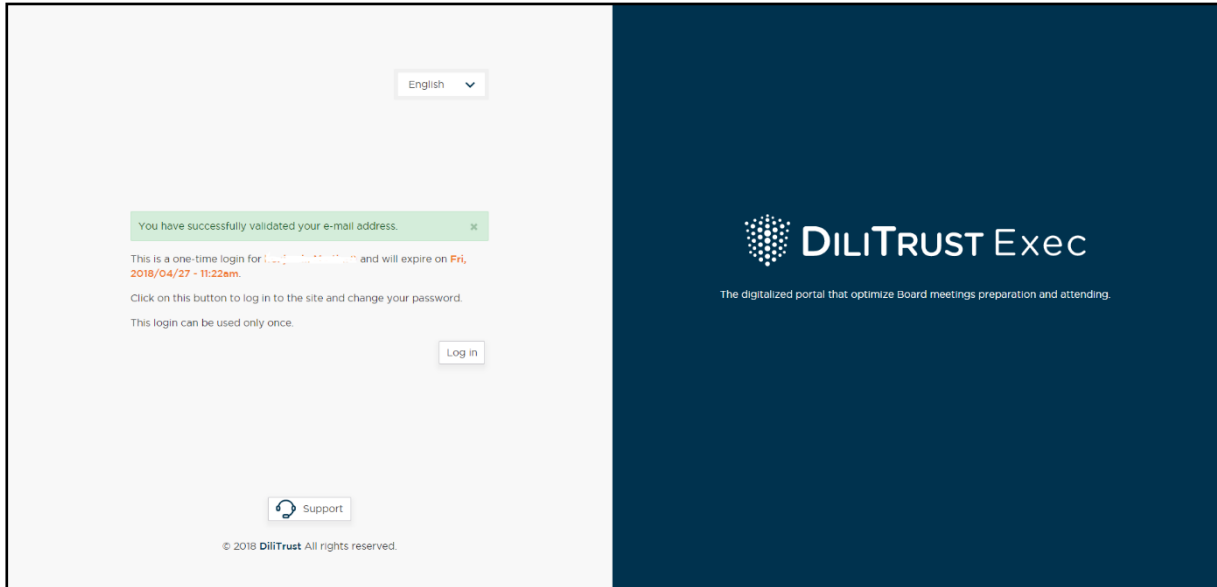 English
You have successfully validated your e-mail address. ×
This is a one-time login for and will expire on Fri,
2018/04/27 - 11:22am.
Click on this button to log in to the site and change your password.
This login can be used only once.
Log in
Support
© 2018 DiliTrust All rights reserved.
DILITRUST Exec
The digitalized portal that optimize Board meetings preparation and attending.